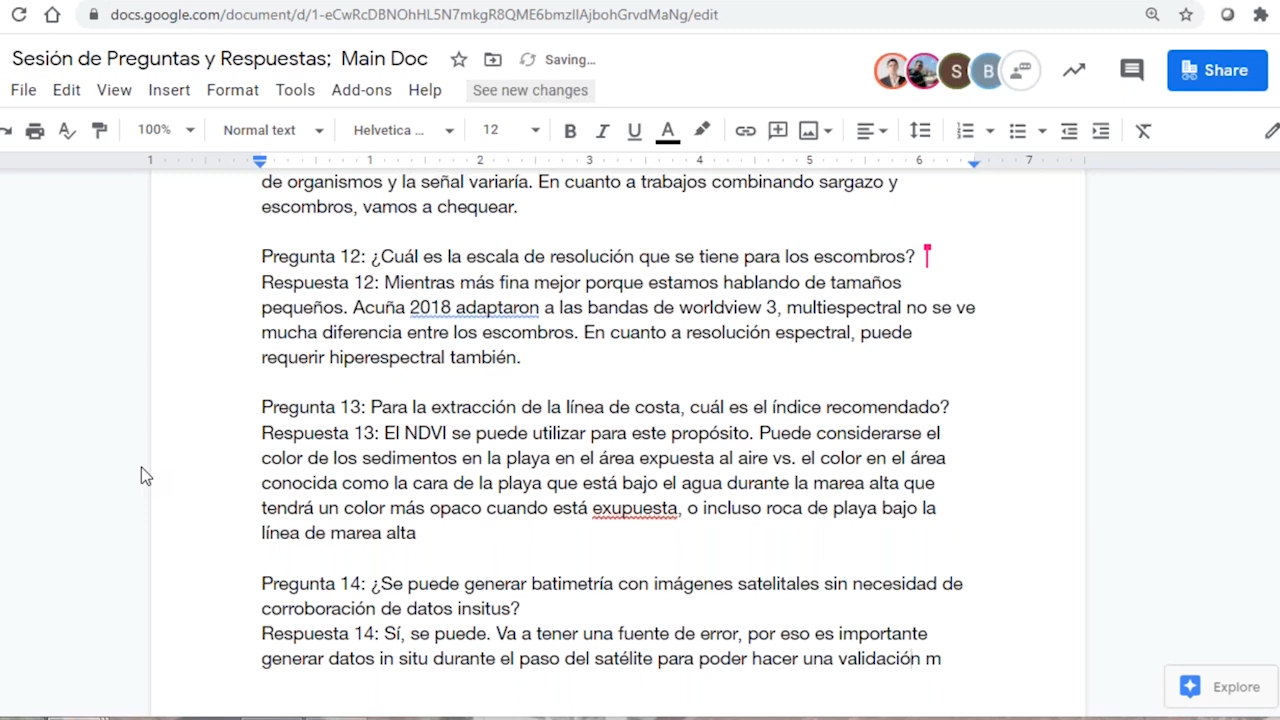 docs.google.com/document/d/1-eCwRcDBNOhHL5N7mkgR8QME6bmzIIAjbohGrvdMaNg/edit
Sesión de Preguntas y Respuestas; Main Doc Saving...
S B Share
File Edit View Insert Format Tools Add-ons Help See new changes
100% Normal text Helvetica ... 12 B I U A
1 1 2 3 4 5 6 7
de organismos y la señal variaría. En cuanto a trabajos combinando sargazo y
escombros, vamos a chequear.
Pregunta 12: ¿Cuál es la escala de resolución que se tiene para los escombros?
Respuesta 12: Mientras más fina mejor porque estamos hablando de tamaños
pequeños. Acuña 2018 adaptaron a las bandas de worldview 3, multiespectral no se ve
mucha diferencia entre los escombros. En cuanto a resolución espectral, puede
requerir hiperespectral también.
Pregunta 13: Para la extracción de la línea de costa, cuál es el índice recomendado?
Respuesta 13: El NDVI se puede utilizar para este propósito. Puede considerarse el
color de los sedimentos en la playa en el área expuesta al aire vs. el color en el área
conocida como la cara de la playa que está bajo el agua durante la marea alta que
tendrá un color más opaco cuando está exupuesta, o incluso roca de playa bajo la
línea de marea alta
Pregunta 14: ¿Se puede generar batimetría con imágenes satelitales sin necesidad de
corroboración de datos insitus?
Respuesta 14: Sí, se puede. Va a tener una fuente de error, por eso es importante
generar datos in situ durante el paso del satélite para poder hacer una validación m
Explore